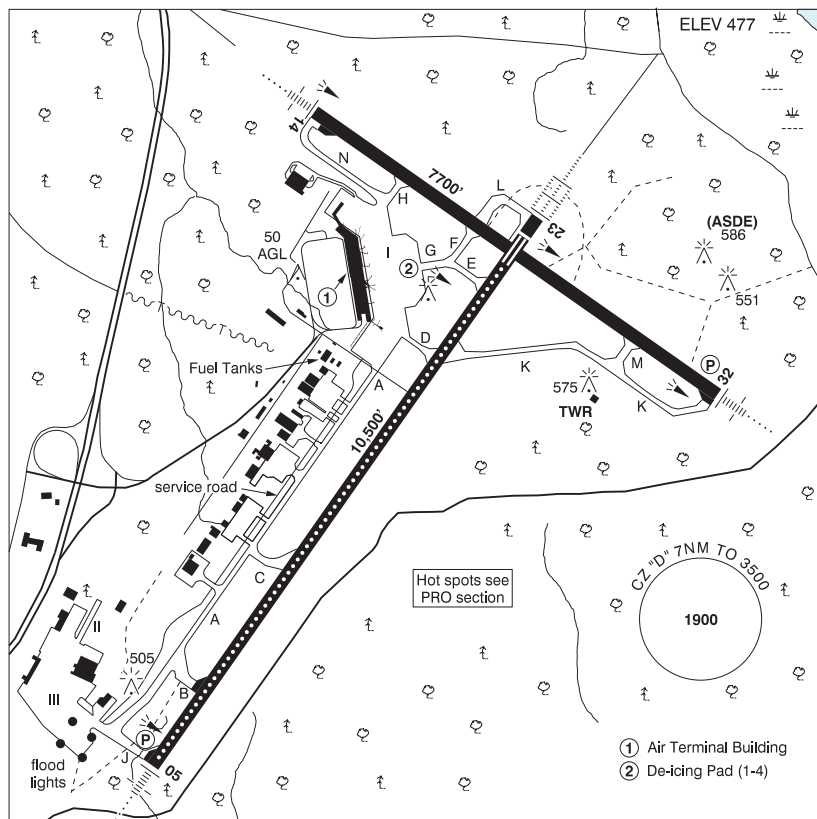 ELEV 477
14
N
7700'
L
H
23
(ASDE)
586
50
AGL
I
G
F
2
E
551
1
D
P
32
Fuel Tanks
A
K
M
575
K
TWR
10,500'
service road
C
Hot spots see
PRO section
CZ "D" 7NM TO 3500
1900
A
II
505
B
III
P
J
05
flood
lights
1 Air Terminal Building
2 De-icing Pad (1-4)